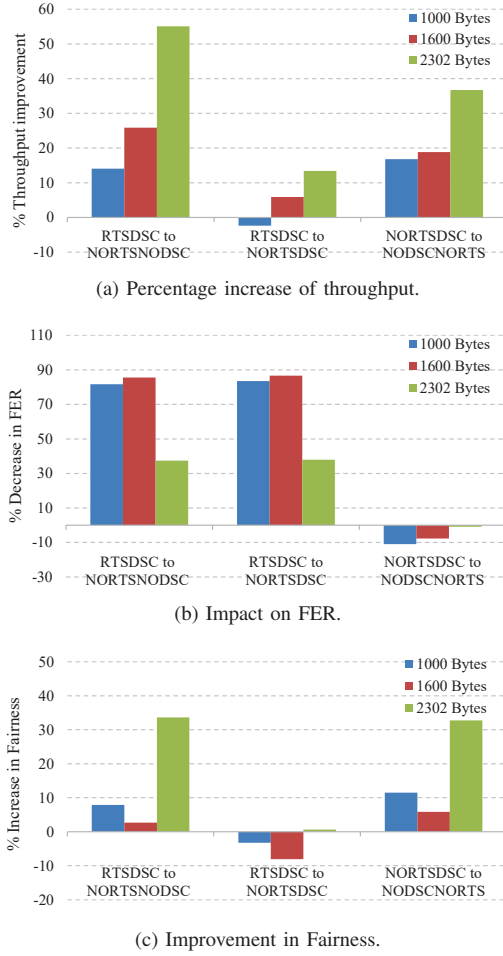 60
50
40
30
20
10
0
-10
% Throughput improvement
1000 Bytes
1600 Bytes
2302 Bytes
RTSDSC to NORTSNODSC
RTSDSC to NORTSDSC
NORTSDSC to NODSCNORTS
(a) Percentage increase of throughput.
110
90
70
50
30
10
-10
-30
% Decrease in FER
1000 Bytes
1600 Bytes
2302 Bytes
RTSDSC to NORTSNODSC
RTSDSC to NORTSDSC
NORTSDSC to NODSCNORTS
(b) Impact on FER.
50
40
30
20
10
0
-10
-20
% Increase in Fairness
1000 Bytes
1600 Bytes
2302 Bytes
RTSDSC to NORTSNODSC
RTSDSC to NORTSDSC
NORTSDSC to NODSCNORTS
(c) Improvement in Fairness.